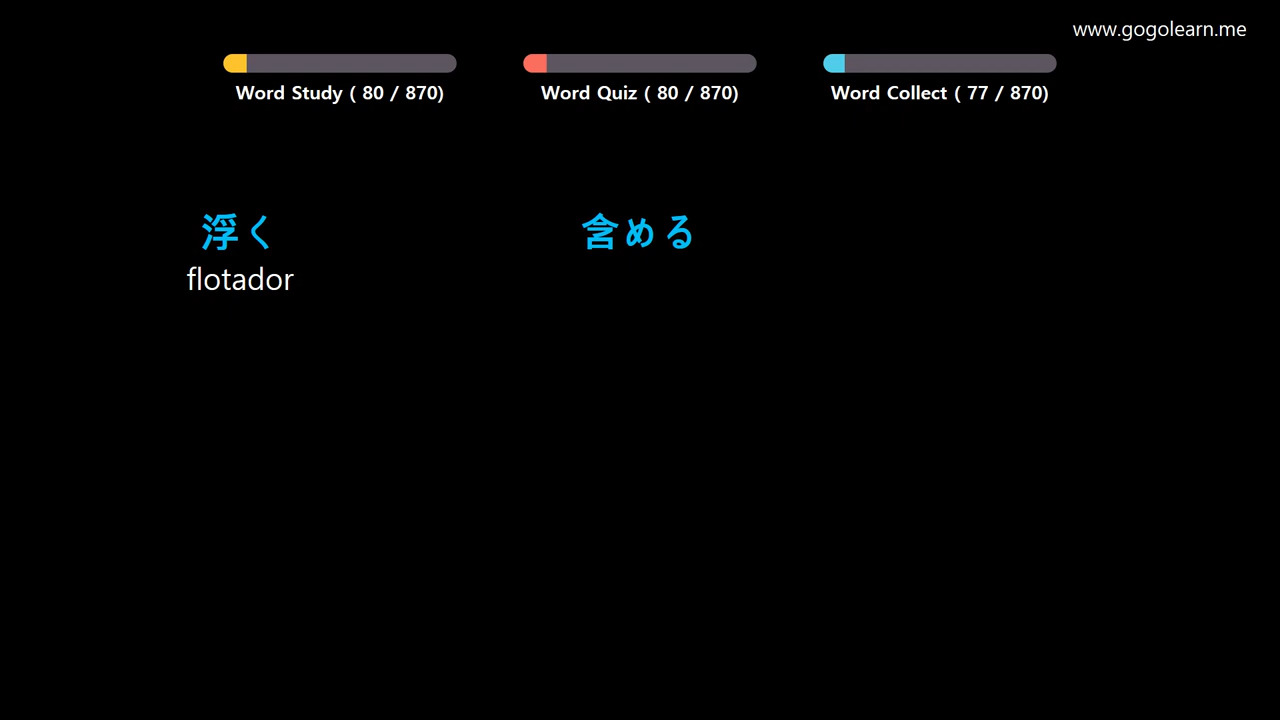 www.gogolearn.me
Word Study ( 80 / 870)
Word Quiz ( 80 / 870)
Word Collect ( 77 / 870)
浮く
flotador
含める